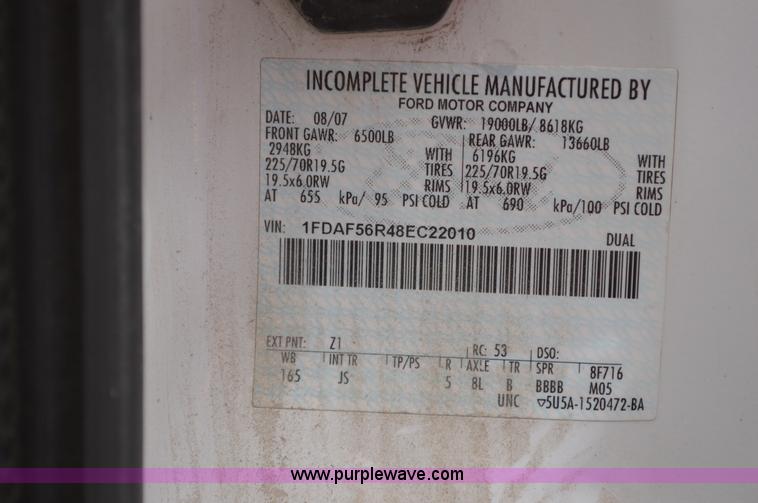 INCOMPLETE VEHICLE MANUFACTURED BY
FORD MOTOR COMPANY
DATE: 08/07 GVWR: 19000LB/ 8618KG
FRONT GAWR: 6500LB REAR GAWR: 13660LB
2948KG WITH 6196KG WITH
225/70R19.5G TIRES 225/70R19.5G TIRES
19.5x6.0RW RIMS 19.5x6.0RW RIMS
AT 655 kPa/ 95 PSI COLD AT 690 kPa/100 PSI COLD
VIN: 1FDAF56R48EC22010 DUAL
EXT PNT: Z1 RC: 53 DSO:
WB INT TR TP/PS R AXLE TR SPR 8F716
165 JS 5 8L B BBBB M05
UNC ▽5U5A-1520472-BA
www.purplewave.com